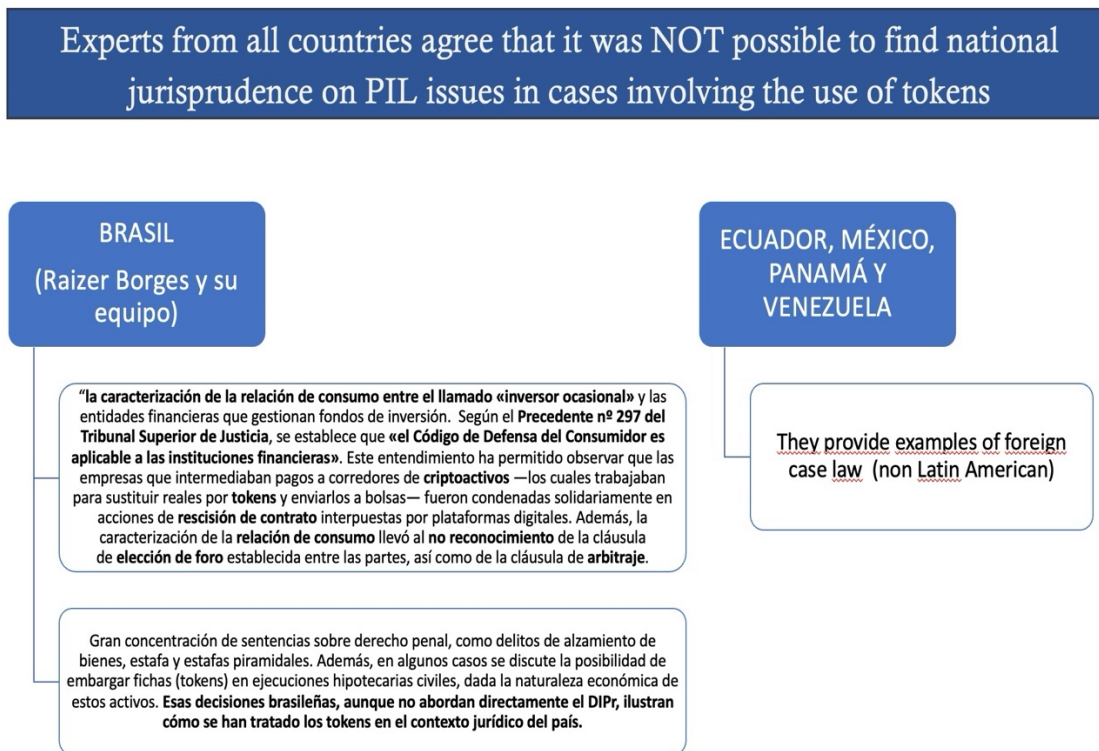 Experts from all countries agree that it was NOT possible to find national
jurisprudence on PIL issues in cases involving the use of tokens
BRASIL
(Raizer Borges y su
equipo)
“la caracterización de la relación de consumo entre el llamado «inversor ocasional» y las
entidades financieras que gestionan fondos de inversión.  Según el Precedente nº 297 del
Tribunal Superior de Justicia, se establece que «el Código de Defensa del Consumidor es
aplicable a las instituciones financieras». Este entendimiento ha permitido observar que las
empresas que intermediaban pagos a corredores de criptoactivos —los cuales trabajaban
para sustituir reales por tokens y enviarlos a bolsas— fueron condenadas solidariamente en
acciones de rescisión de contrato interpuestas por plataformas digitales. Además, la
caracterización de la relación de consumo llevó al no reconocimiento de la cláusula
de elección de foro establecida entre las partes, así como de la cláusula de arbitraje.
Gran concentración de sentencias sobre derecho penal, como delitos de alzamiento de
bienes, estafa y estafas piramidales. Además, en algunos casos se discute la posibilidad de
embargar fichas (tokens) en ejecuciones hipotecarias civiles, dada la naturaleza económica de
estos activos. Esas decisiones brasileñas, aunque no abordan directamente el DIPr, ilustran
cómo se han tratado los tokens en el contexto jurídico del país.
ECUADOR, MÉXICO,
PANAMÁ Y
VENEZUELA
They provide examples of foreign
case law  (non Latin American)